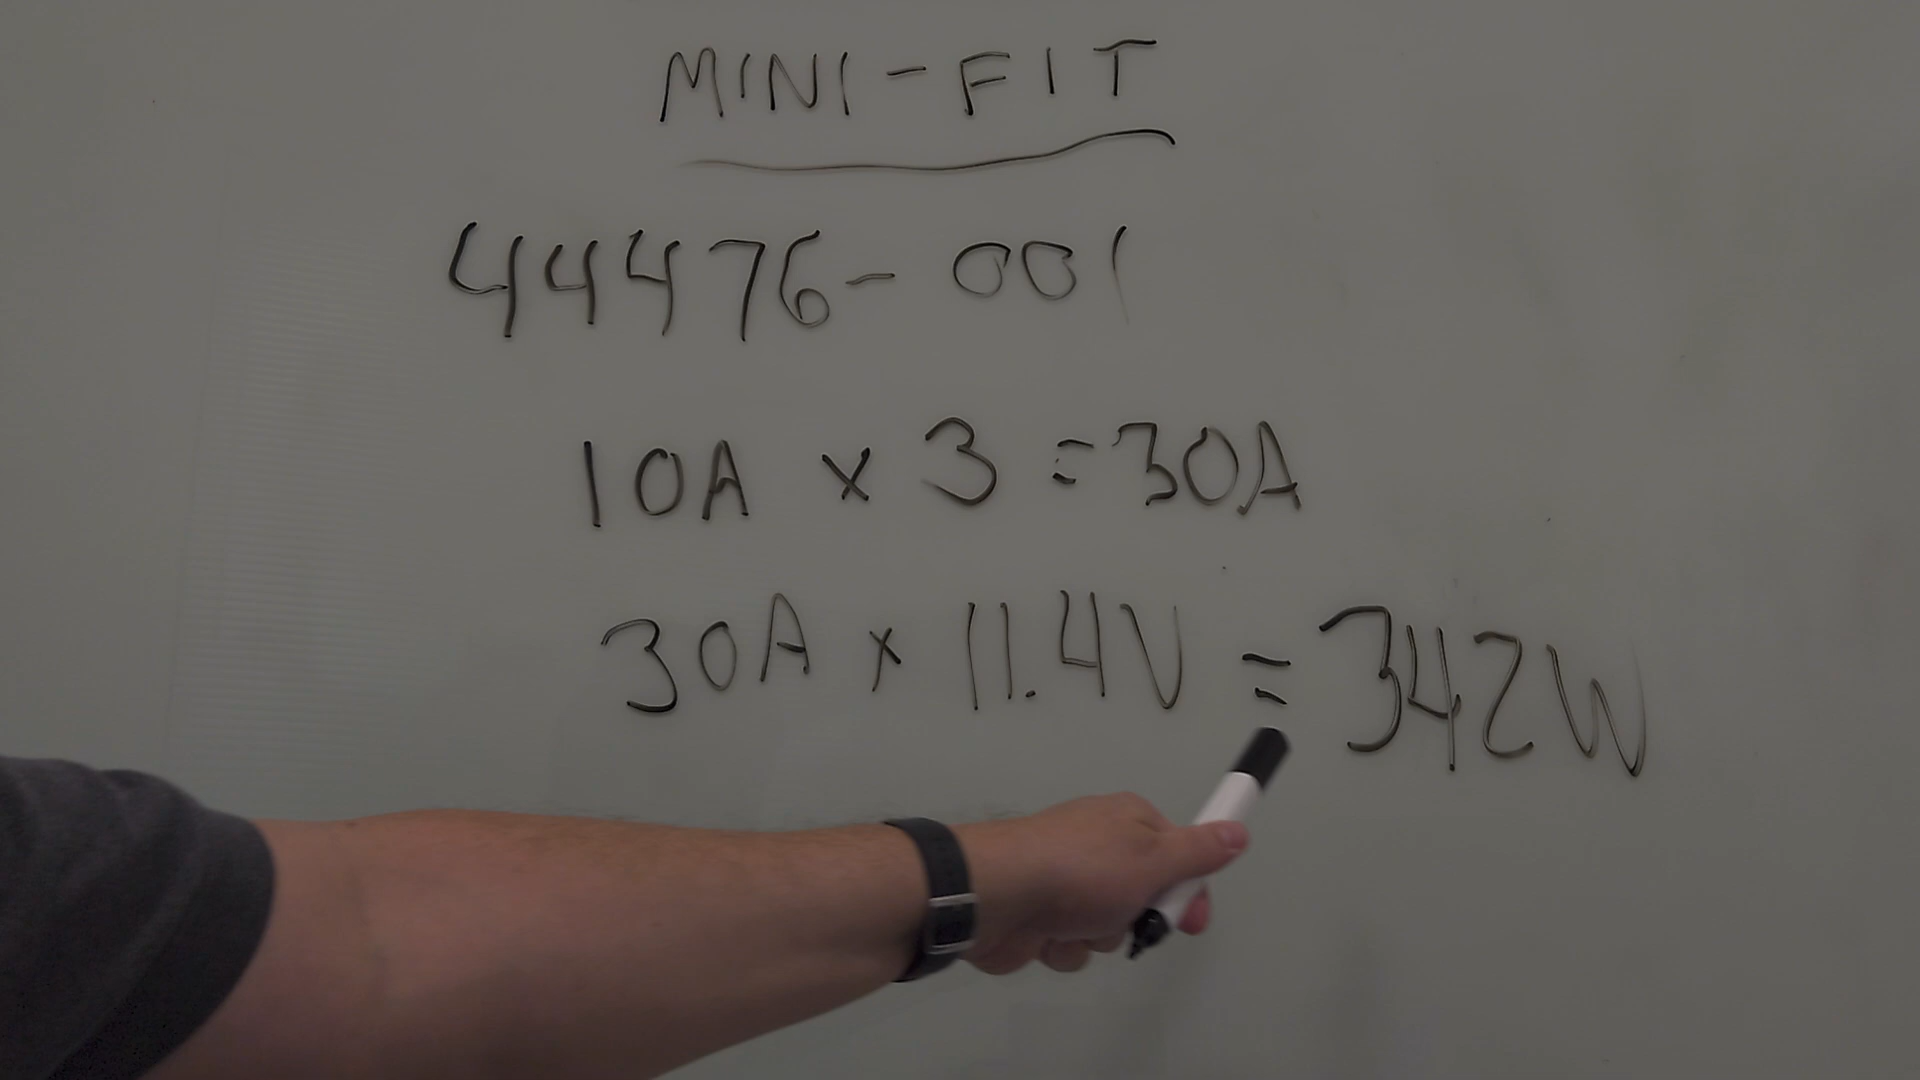 MINI-FIT
44476-001
10A x 3 = 30A
30A x 11.4V = 342W